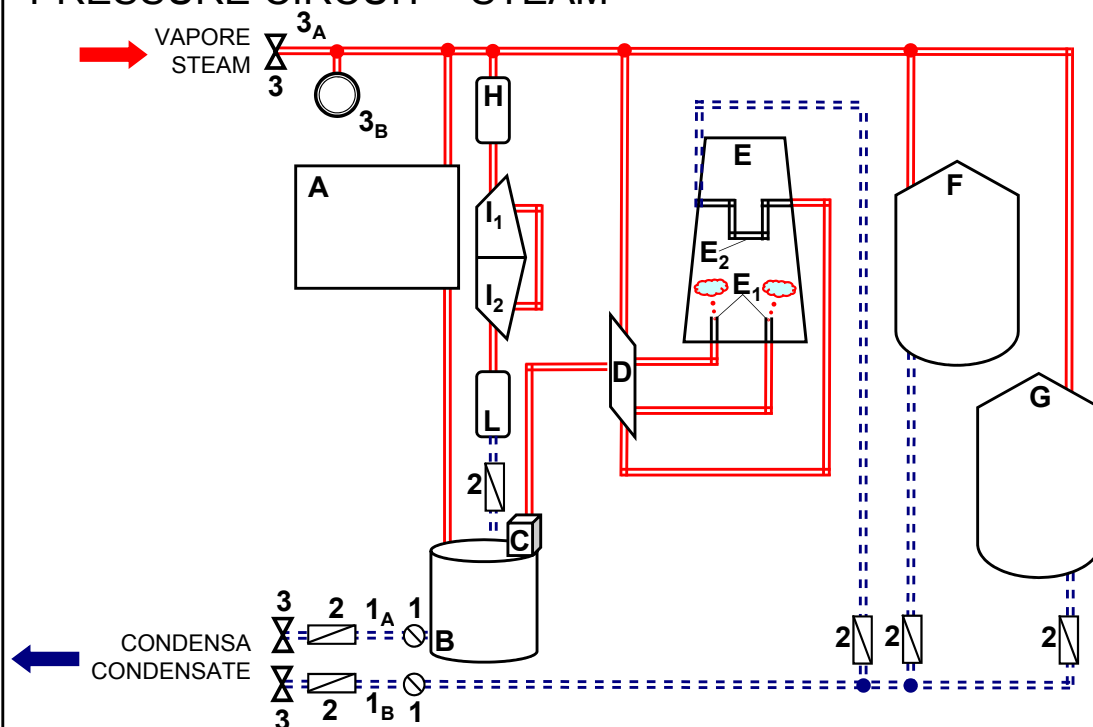 PRESSURE CIRCUIT – STEAM
VAPORE
STEAM
3
3A
3B
H
A
I1
I2
L
2
E
E2
E1
F
D
G
C
B
3
2
1A
1
CONDENSA
CONDENSATE
3
2
1B
1
2
2
2